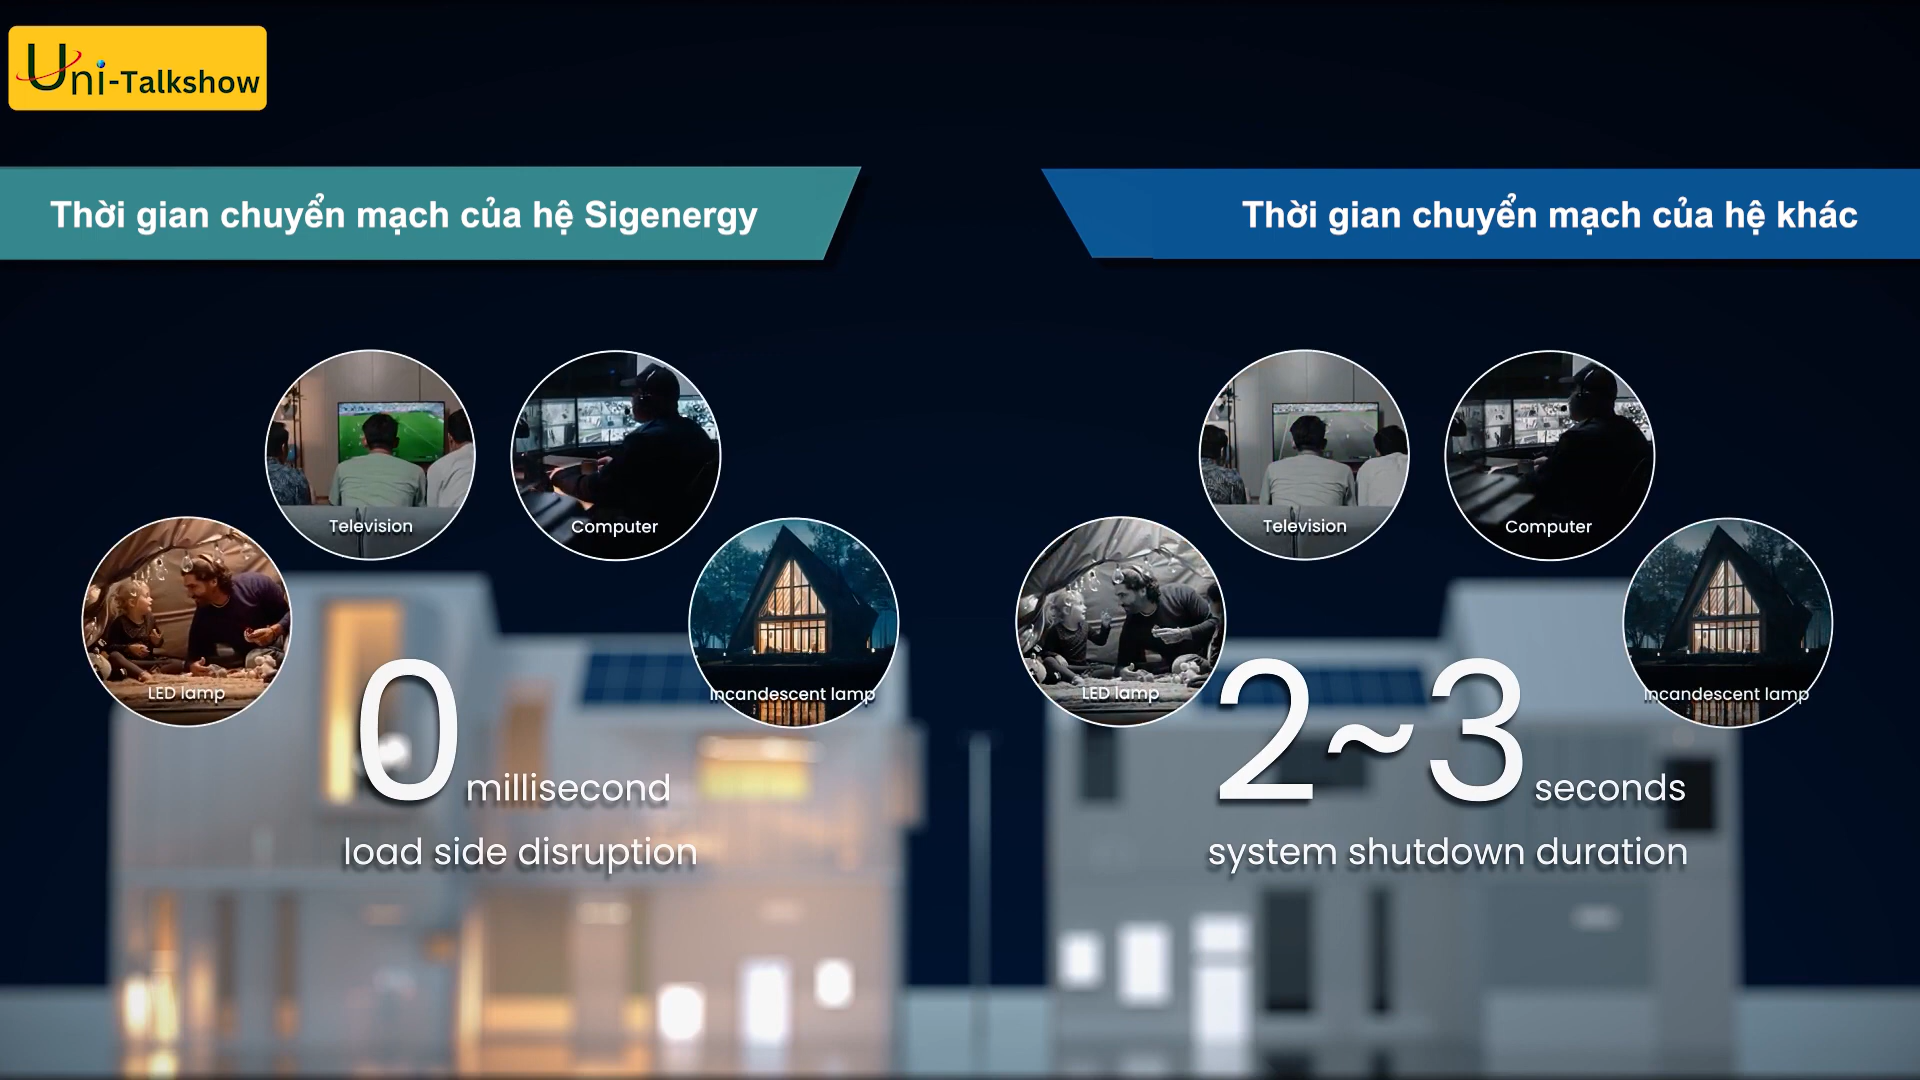 Uni-Talkshow
Thời gian chuyển mạch của hệ Sigenergy
Thời gian chuyển mạch của hệ khác
Television
Computer
LED lamp
Incandescent lamp
0 millisecond
load side disruption
Television
Computer
LED lamp
Incandescent lamp
2~3 seconds
system shutdown duration